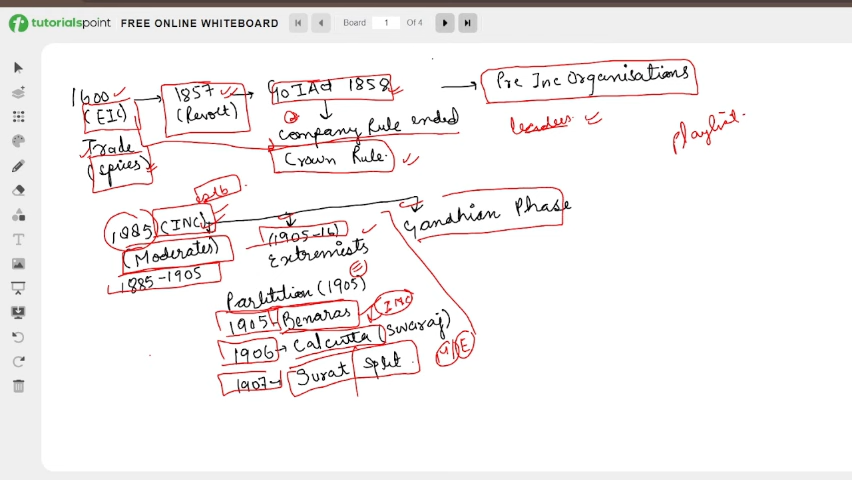 tutorialspoint FREE ONLINE WHITEBOARD Board 1 Of 4
1600 1857 GoIAct 1858 Pre Inc Organisations
(EIC) (Revolt)
Company Rule ended leaders playlist
Trade
(spices) Crown Rule
1885 (INC) Gandhian Phase
(Moderates) (1905-16)
1885-1905 Extremists
Partition (1905)
1905 Benaras INC
1906 Calcutta (Swaraj)
1907 Surat Split M E
T